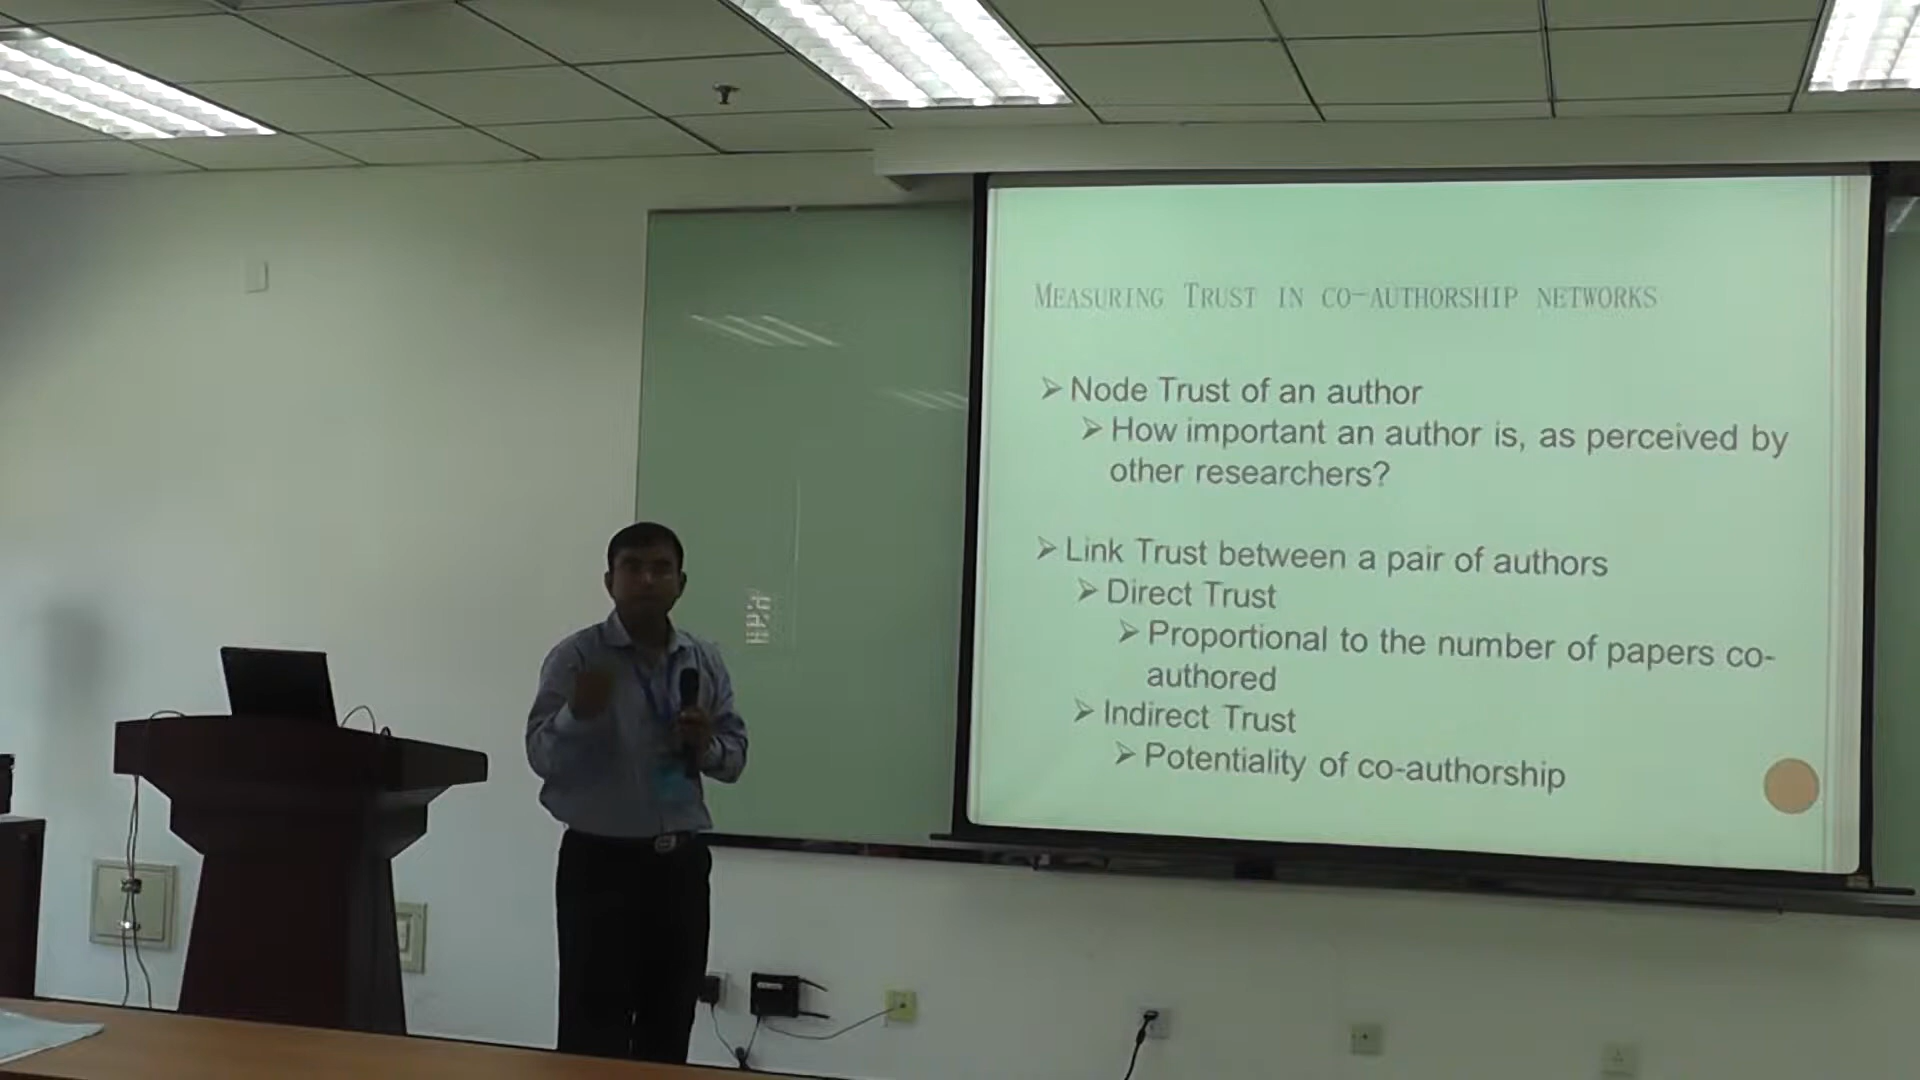 MEASURING TRUST IN CO-AUTHORSHIP NETWORKS
Node Trust of an author
How important an author is, as perceived by
other researchers?
Link Trust between a pair of authors
Direct Trust
Proportional to the number of papers co-
authored
Indirect Trust
Potentiality of co-authorship